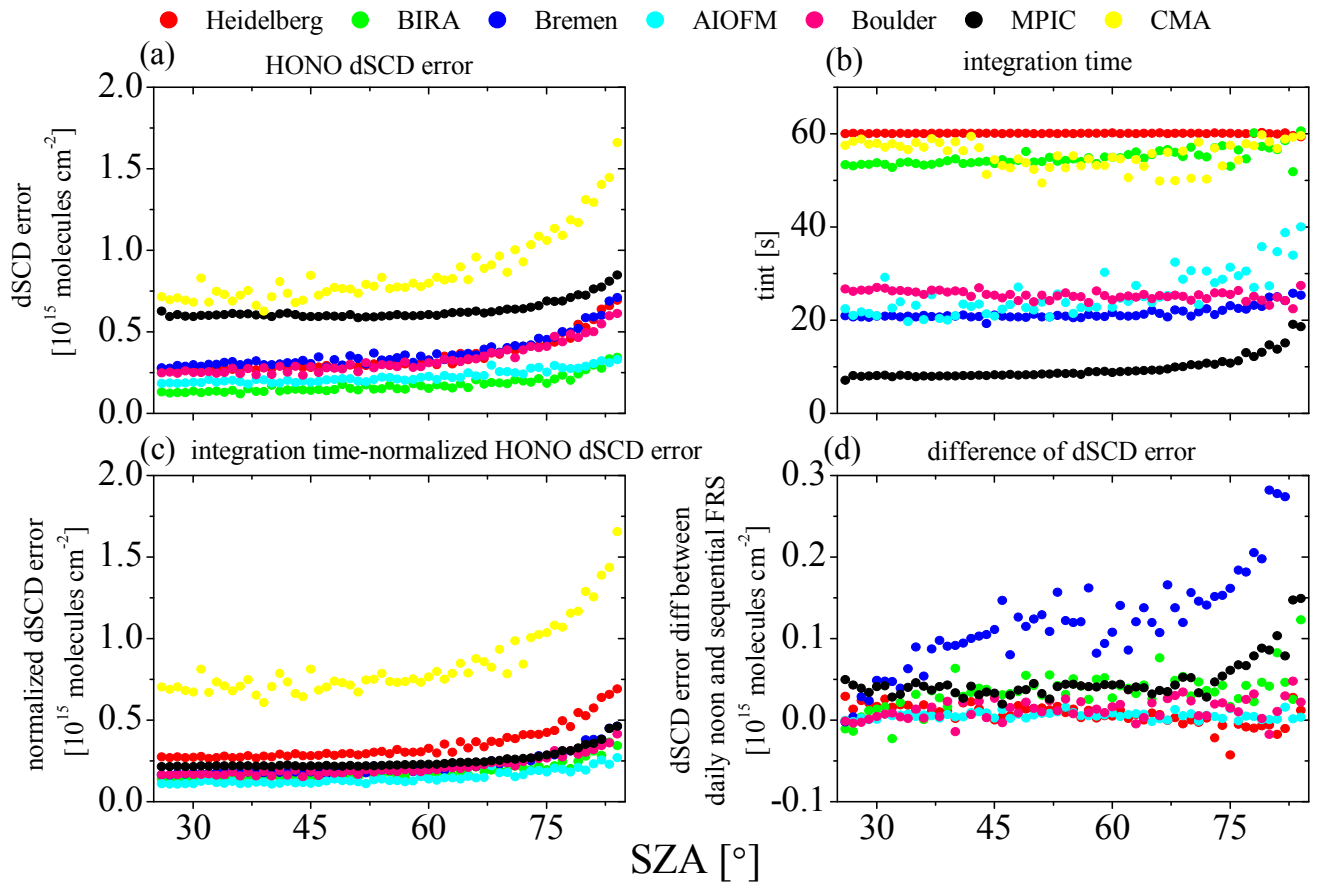 Heidelberg BIRA Bremen AIOFM Boulder MPIC CMA
(a) HONO dSCD error
2.0
1.5
1.0
0.5
0.0
dSCD error
[10^15 molecules cm^-2]
(b) integration time
60
40
20
0
tint [s]
(c) integration time-normalized HONO dSCD error
2.0
1.5
1.0
0.5
0.0
normalized dSCD error
[10^15 molecules cm^-2]
30 45 60 75
(d) difference of dSCD error
0.3
0.2
0.1
0.0
-0.1
dSCD error diff between
daily noon and sequential FRS
[10^15 molecules cm^-2]
30 45 60 75
SZA [°]